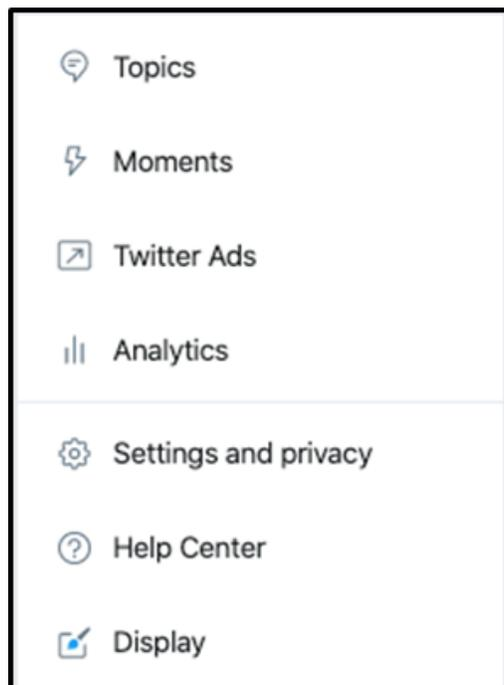 Topics
Moments
Twitter Ads
Analytics
Settings and privacy
Help Center
Display